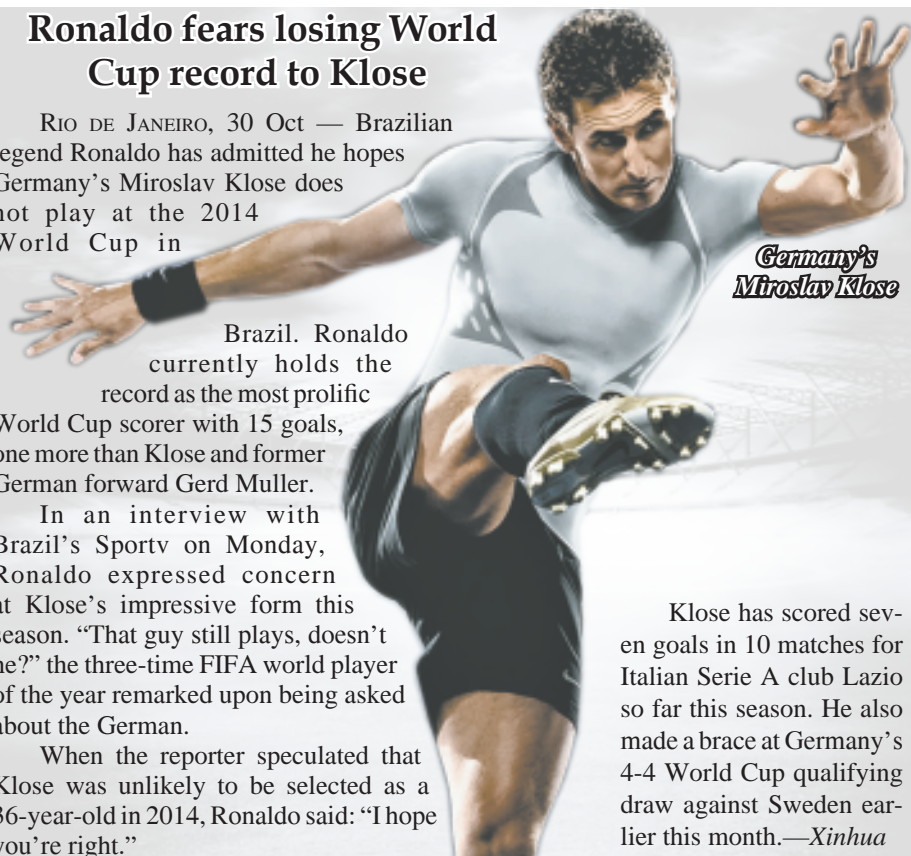 Ronaldo fears losing World
Cup record to Klose
RIO DE JANEIRO, 30 Oct — Brazilian
egend Ronaldo has admitted he hopes
Germany's Miroslav Klose does
not play at the 2014
World Cup in
Germany's
Miroslav Klose
Brazil. Ronaldo
currently holds the
record as the most prolific
World Cup scorer with 15 goals,
one more than Klose and former
German forward Gerd Muller.
In an interview with
Brazil's Sportv on Monday,
Ronaldo expressed concern
at Klose's impressive form this
season. “That guy still plays, doesn't
he?” the three-time FIFA world player
of the year remarked upon being asked
about the German.
When the reporter speculated that
Klose was unlikely to be selected as a
36-year-old in 2014, Ronaldo said: “I hope
you're right.”
Klose has scored sev-
en goals in 10 matches for
Italian Serie A club Lazio
so far this season. He also
made a brace at Germany's
4-4 World Cup qualifying
draw against Sweden ear-
lier this month.—Xinhua